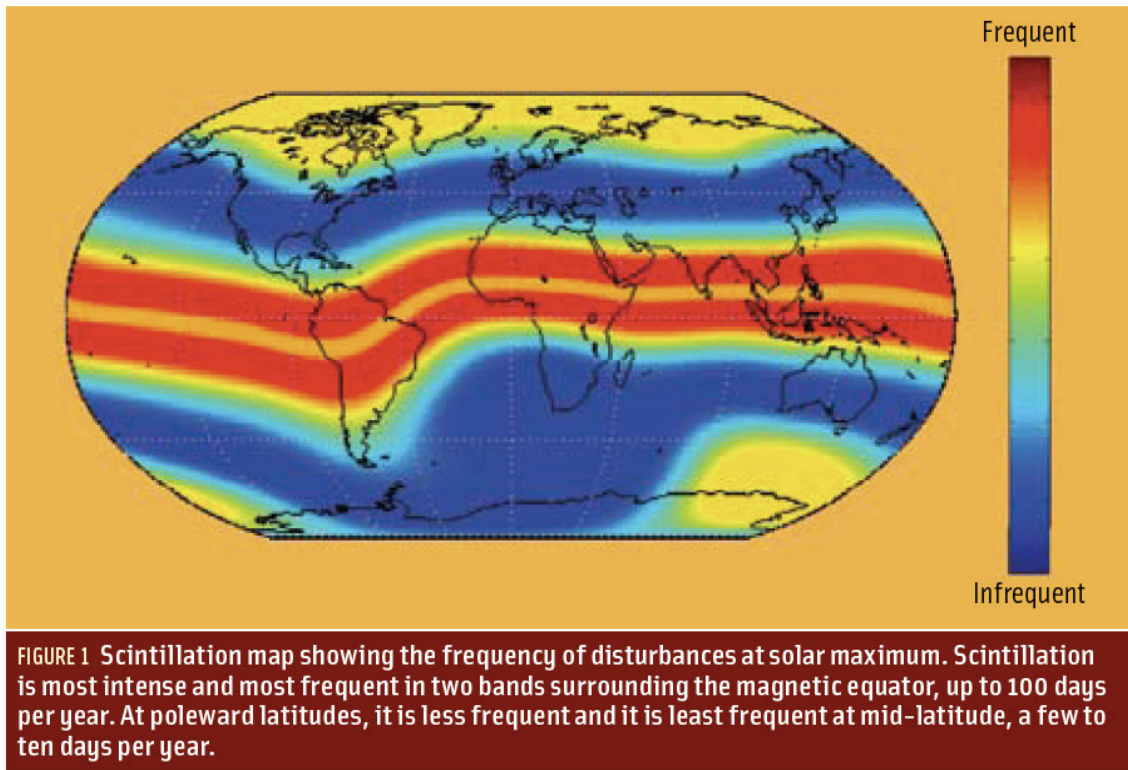 Frequent
Infrequent
FIGURE 1 Scintillation map showing the frequency of disturbances at solar maximum. Scintillation
is most intense and most frequent in two bands surrounding the magnetic equator, up to 100 days
per year. At poleward latitudes, it is less frequent and it is least frequent at mid-latitude, a few to
ten days per year.